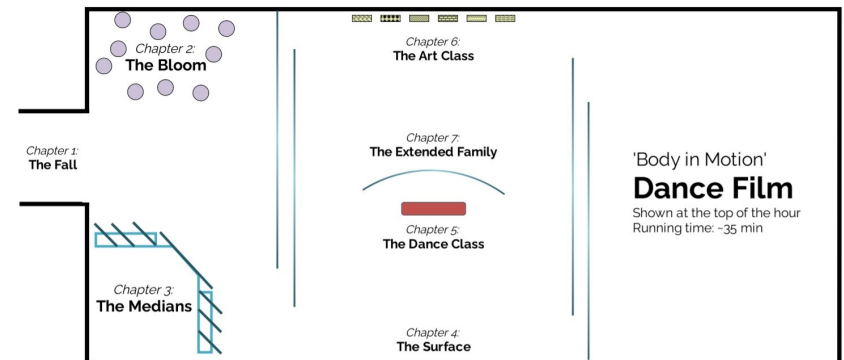 Chapter 2:
The Bloom
Chapter 1:
The Fall
Chapter 3:
The Medians
Chapter 6:
The Art Class
Chapter 7:
The Extended Family
Chapter 5:
The Dance Class
Chapter 4:
The Surface
'Body in Motion'
Dance Film
Shown at the top of the hour
Running time: ~35 min